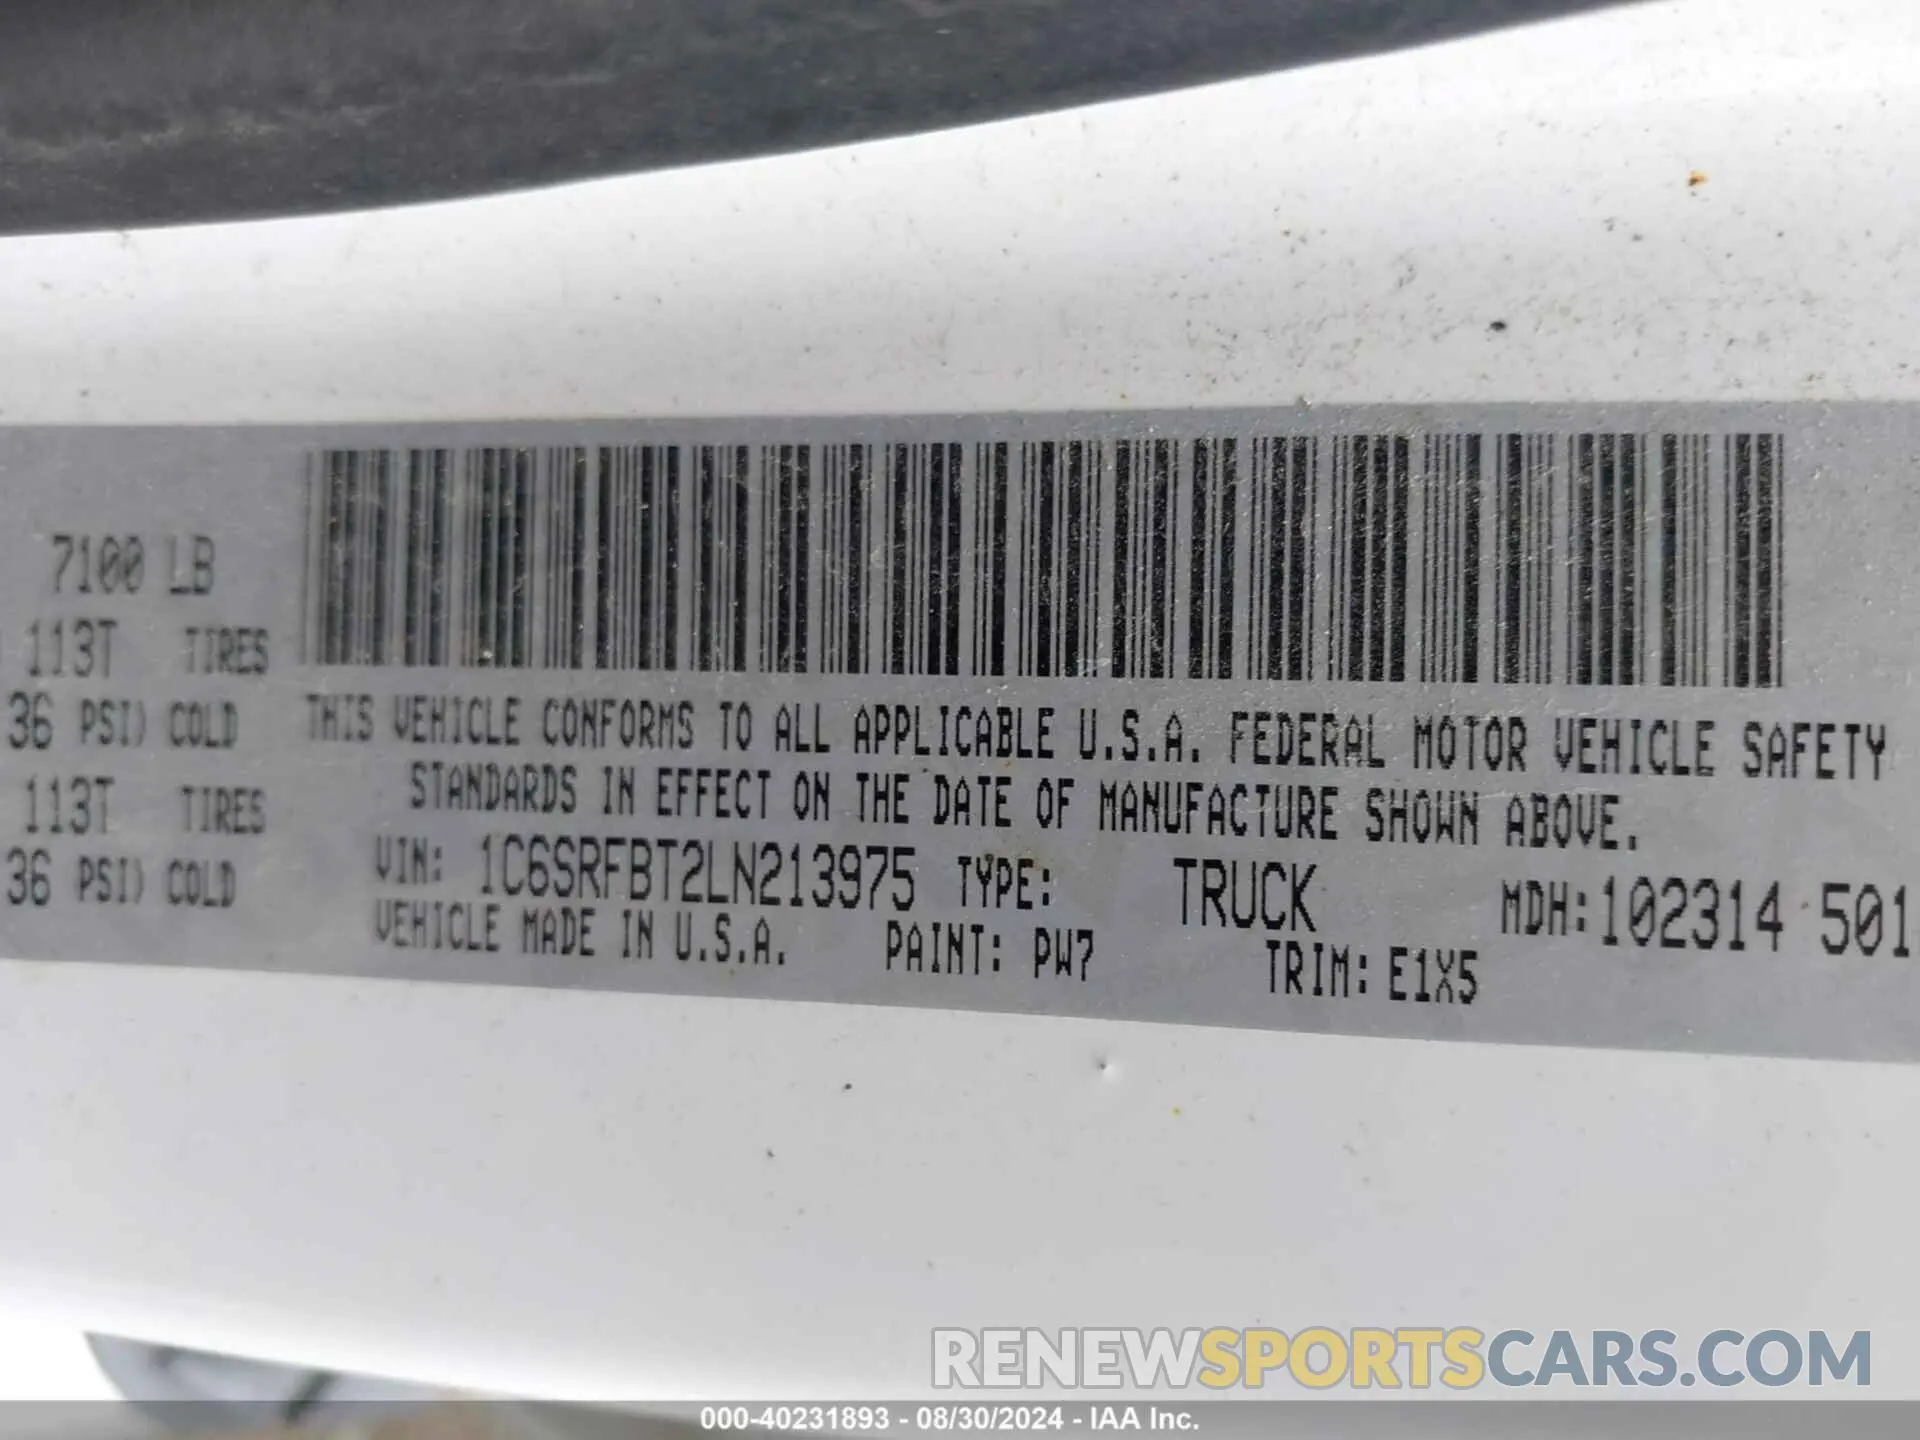 7100 LB
113T TIRES
36 PSI) COLD
113T TIRES
36 PSI) COLD
THIS VEHICLE CONFORMS TO ALL APPLICABLE U.S.A. FEDERAL MOTOR VEHICLE SAFETY
STANDARDS IN EFFECT ON THE DATE OF MANUFACTURE SHOWN ABOVE.
VIN: 1C6SRFBT2LN213975 TYPE: TRUCK MDH:102314 501
VEHICLE MADE IN U.S.A. PAINT: PW7 TRIM: E1X5
RENEWSPORTSCARS.COM
000-40231893 - 08/30/2024 - IAA Inc.